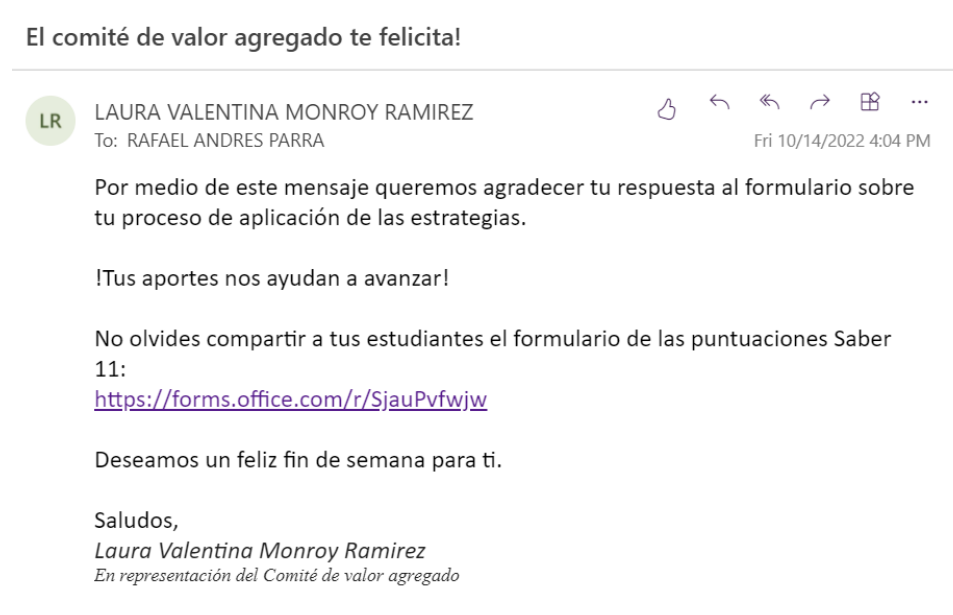 El comité de valor agregado te felicita!
LR
LAURA VALENTINA MONROY RAMIREZ
To: RAFAEL ANDRES PARRA
Fri 10/14/2022 4:04 PM
Por medio de este mensaje queremos agradecer tu respuesta al formulario sobre
tu proceso de aplicación de las estrategias.
!Tus aportes nos ayudan a avanzar!
No olvides compartir a tus estudiantes el formulario de las puntuaciones Saber
11:
https://forms.office.com/r/SjauPvfwjw
Deseamos un feliz fin de semana para ti.
Saludos,
Laura Valentina Monroy Ramirez
En representación del Comité de valor agregado